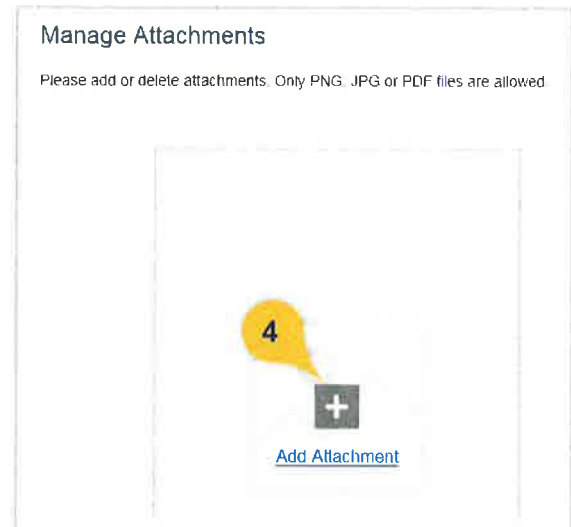 Manage Attachments
Please add or delete attachments. Only PNG, JPG or PDF files are allowed.
4
+
Add Attachment